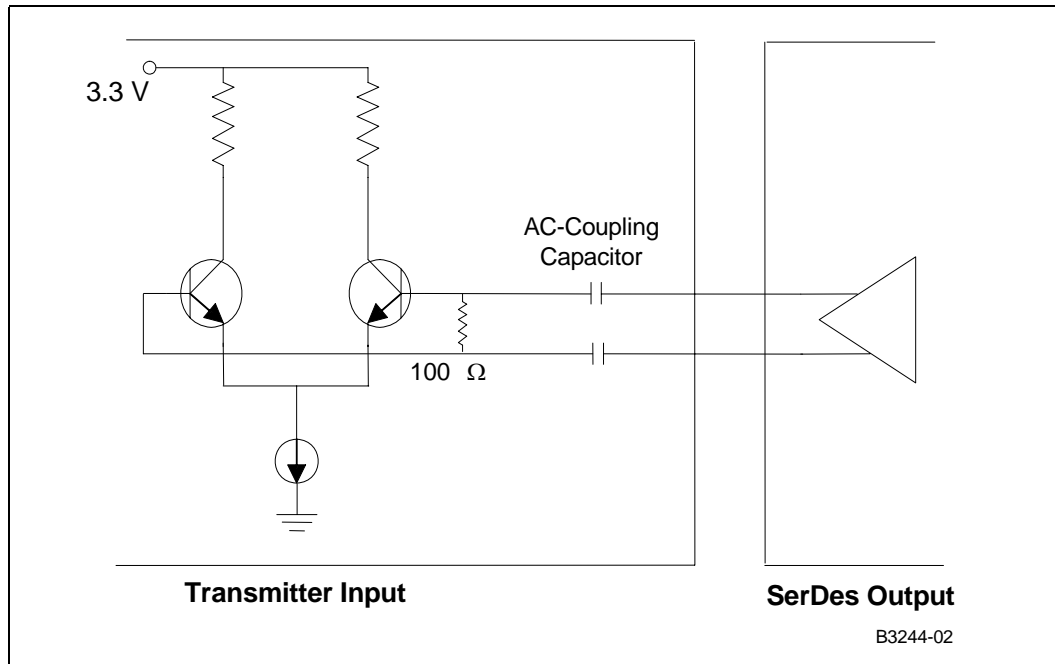 3.3 V
AC-Coupling
Capacitor
100 Ω
Transmitter Input
SerDes Output
B3244-02